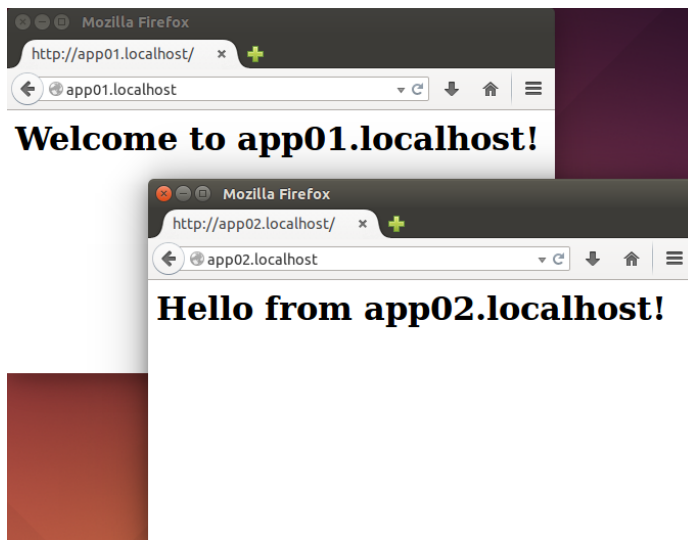 Mozilla Firefox
http://app01.localhost/
app01.localhost
Welcome to app01.localhost!
Mozilla Firefox
http://app02.localhost/
app02.localhost
Hello from app02.localhost!